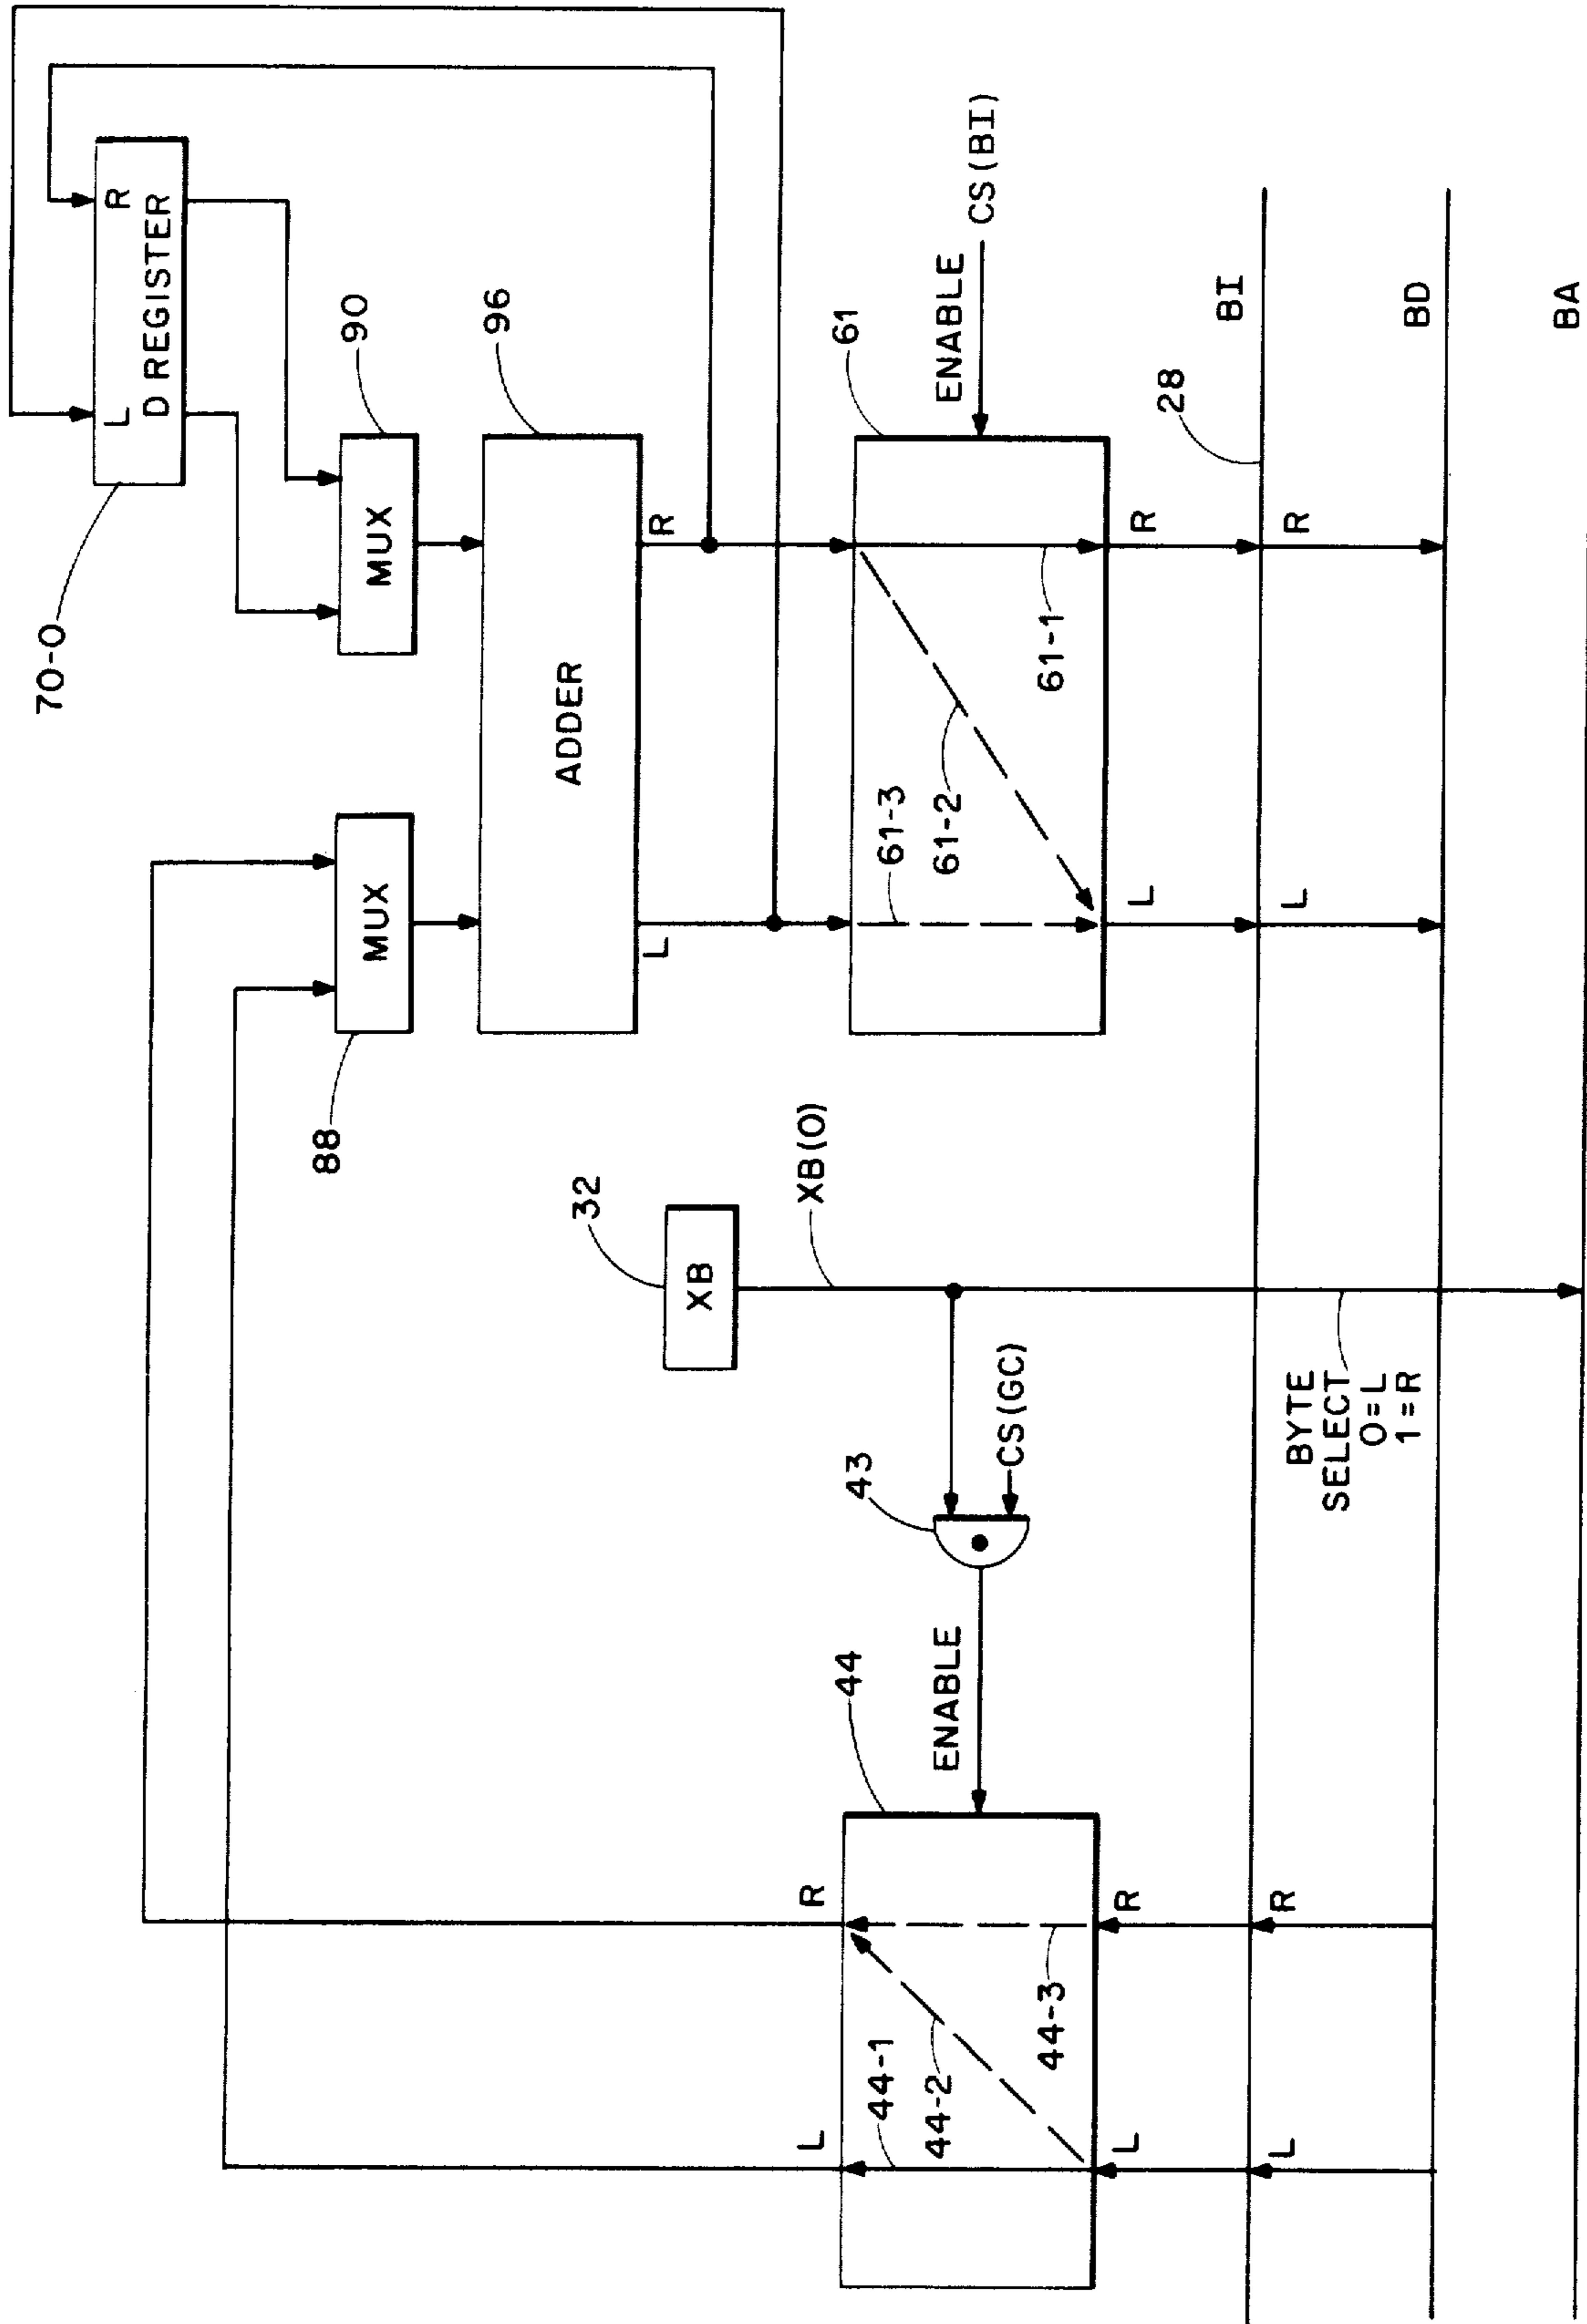 70-0
L
R
D REGISTER
90
MUX
88
MUX
96
ADDER
L
R
32
XB
XB(0)
61
ENABLE
CS(BI)
61-3
61-2
61-1
43
CS(GC)
44
ENABLE
L
R
44-1
44-2
44-3
L
R
L
R
28
BI
L
R
L
R
BYTE
SELECT
0=L
1=R
BD
BA